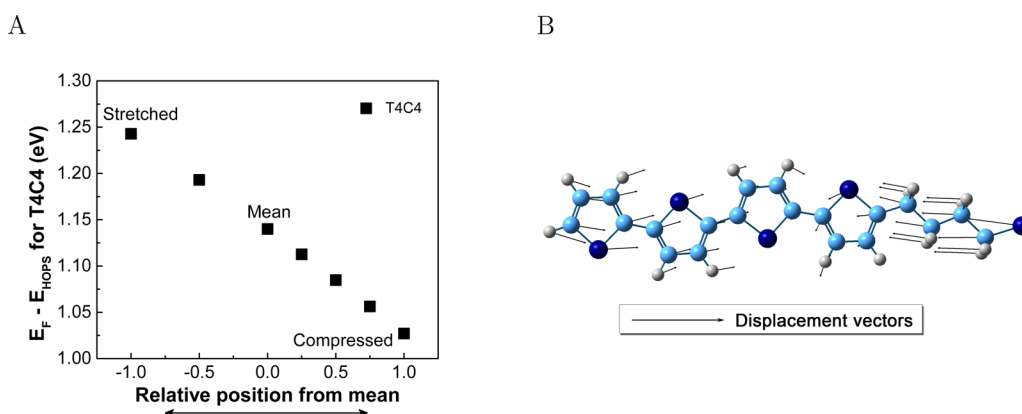 A
B
E_F - E_HOPS for T4C4 (eV)
1.30
1.25
1.20
1.15
1.10
1.05
1.00
Stretched
T4C4
Mean
Compressed
-1.0 -0.5 0.0 0.5 1.0
Relative position from mean
Displacement vectors